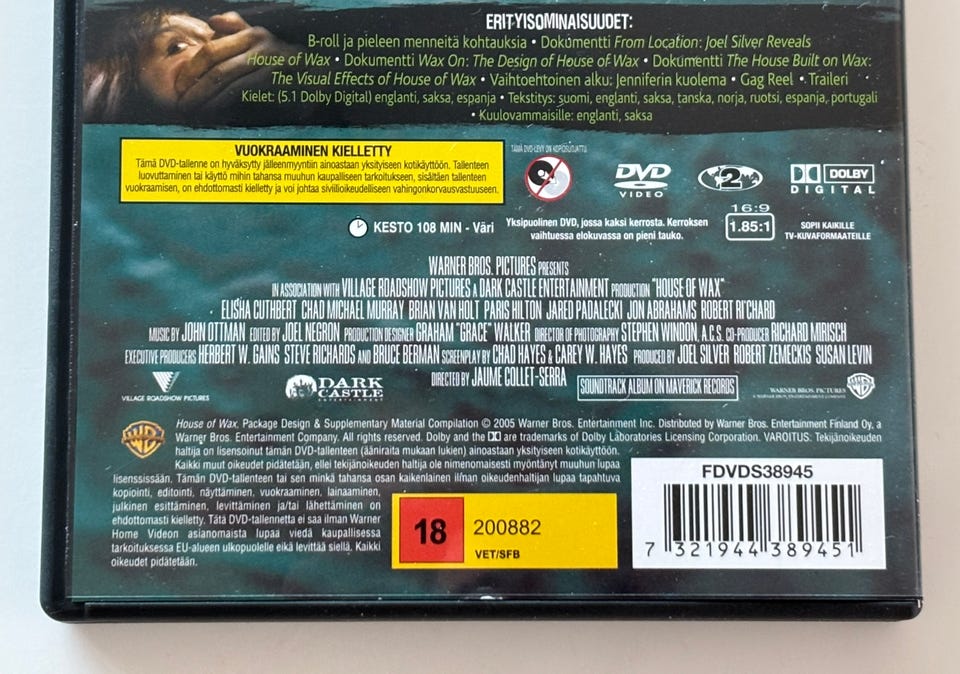 ERITYISOMINAISUUDET:
B-roll ja pieleen menneitä kohtauksia • Dokumentti From Location: Joel Silver Reveals
House of Wax • Dokumentti Wax On: The Design of House of Wax • Dokumentti The House Built on Wax:
The Visual Effects of House of Wax • Vaihtoehtoinen alku: Jenniferin kuolema • Gag Reel • Traileri
Kielet: (5.1 Dolby Digital) englanti, saksa, espanja • Tekstitys: suomi, englanti, saksa, tanska, norja, ruotsi, espanja, portugali
• Kuulovammaisille: englanti, saksa
VUOKRAAMINEN KIELLETTY
Tämä DVD-tallenne on hyväksytty jälleenmyyntiin ainoastaan yksityiseen kotikäyttöön. Tallenteen
luovuttaminen tai käyttö mihin tahansa muuhun kaupalliseen tarkoitukseen, sisältäen tallenteen
vuokraamisen, on ehdottomasti kielletty ja voi johtaa siviilioikeudelliseen vahingonkorvausvastuuseen.
TÄMÄ DVD-LEVY ON KOPIOSUOJATTU
DVD
VIDEO
2
DOLBY
DIGITAL
KESTO 108 MIN - Väri
Yksipuolinen DVD, jossa kaksi kerrosta. Kerroksen
vaihtuessa elokuvassa on pieni tauko.
16:9
1.85:1
SOPII KAIKILLE
TV-KUVAFORMAATEILLE
WARNER BROS. PICTURES PRESENTS
IN ASSOCIATION WITH VILLAGE ROADSHOW PICTURES A DARK CASTLE ENTERTAINMENT PRODUCTION "HOUSE OF WAX"
ELISHA CUTHBERT CHAD MICHAEL MURRAY BRIAN VAN HOLT PARIS HILTON JARED PADALECKI JON ABRAHAMS ROBERT RI'CHARD
MUSIC BY JOHN OTTMAN EDITED BY JOEL NEGRON PRODUCTION DESIGNER GRAHAM "GRACE" WALKER DIRECTOR OF PHOTOGRAPHY STEPHEN WINDON, A.C.S. CO-PRODUCER RICHARD MIRISCH
EXECUTIVE PRODUCERS HERBERT W. GAINS STEVE RICHARDS AND BRUCE BERMAN SCREENPLAY BY CHAD HAYES & CAREY W. HAYES PRODUCED BY JOEL SILVER ROBERT ZEMECKIS SUSAN LEVIN
DIRECTED BY JAUME COLLET-SERRA
VILLAGE ROADSHOW PICTURES
DARK
CASTLE
ENTERTAINMENT
SOUNDTRACK ALBUM ON MAVERICK RECORDS
WARNER BROS. PICTURES
House of Wax. Package Design & Supplementary Material Compilation © 2005 Warner Bros. Entertainment Inc. Distributed by Warner Bros. Entertainment Finland Oy, a
Warner Bros. Entertainment Company. All rights reserved. Dolby and the DD are trademarks of Dolby Laboratories Licensing Corporation. VAROITUS: Tekijänoikeuden
haltija on lisensoinut tämän DVD-tallenteen (ääniraita mukaan lukien) ainoastaan yksityiseen kotikäyttöön.
Kaikki muut oikeudet pidätetään, ellei tekijänoikeuden haltija ole nimenomaisesti myöntänyt muuhun lupaa
lisenssissään. Tämän DVD-tallenteen tai sen minkä tahansa osan kaikenlainen ilman oikeudenhaltijan lupaa tapahtuva
kopiointi, editointi, näyttäminen, vuokraaminen, lainaaminen,
julkinen esittäminen, levittäminen ja/tai lähettäminen on
ehdottomasti kielletty. Tätä DVD-tallennetta ei saa ilman Warner
Home Videon asianomaista lupaa viedä kaupallisessa
tarkoituksessa EU-alueen ulkopuolelle eikä levittää siellä. Kaikki
oikeudet pidätetään.
18
200882
VET/SFB
FDVDS38945
7 321944 389451